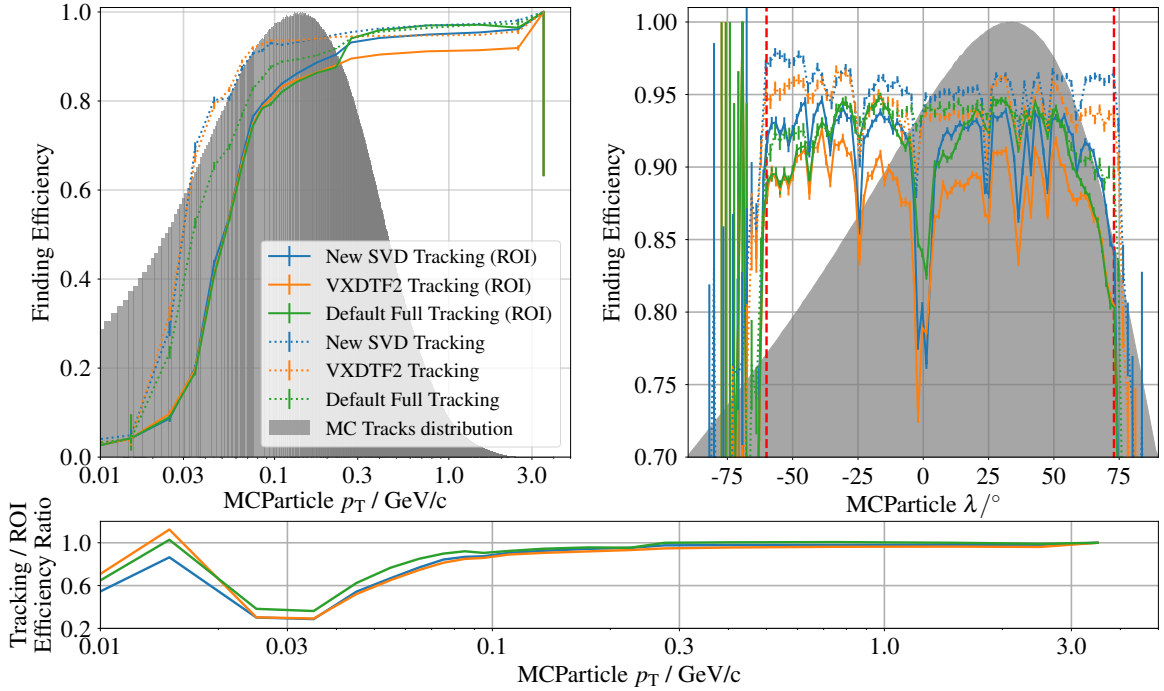 1.0
0.8
0.6
0.4
0.2
0.0
Finding Efficiency
New SVD Tracking (ROI)
VXDTF2 Tracking (ROI)
Default Full Tracking (ROI)
New SVD Tracking
VXDTF2 Tracking
Default Full Tracking
MC Tracks distribution
0.01 0.03 0.1 0.3 1.0 3.0
MCParticle pT / GeV/c
1.00
0.95
0.90
0.85
0.80
0.75
0.70
Finding Efficiency
-75 -50 -25 0 25 50 75
MCParticle λ/°
Tracking / ROI
Efficiency Ratio
1.0
0.6
0.2
0.01 0.03 0.1 0.3 1.0 3.0
MCParticle pT / GeV/c